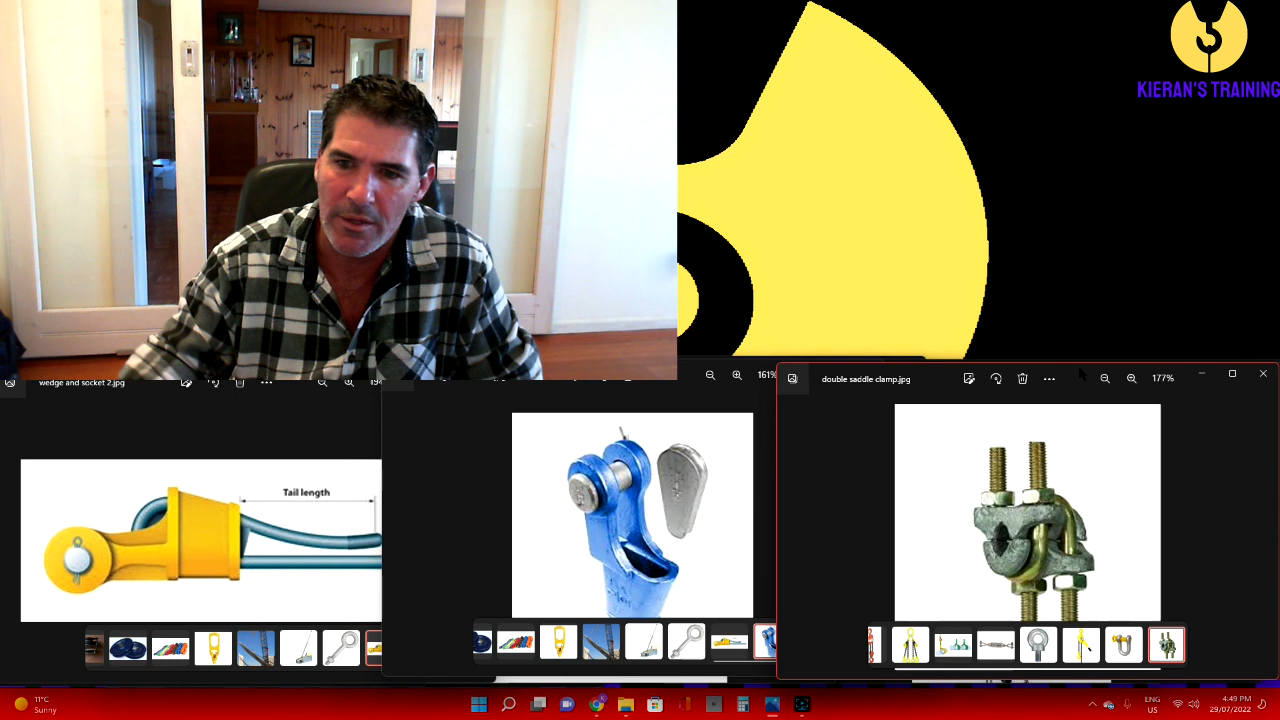 KIERAN'S TRAINING
wedge and socket 2.jpg
161%
double saddle clamp.jpg
177%
Tail length
11°C
Sunny
ENG
US
4:49 PM
29/07/2022